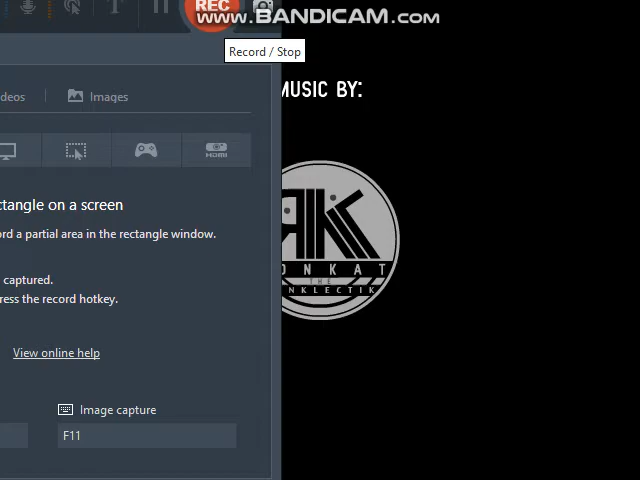 REC
www.BANDICAM.com
Record / Stop
MUSIC BY:
deos
Images
HDMI
ctangle on a screen
ord a partial area in the rectangle window.
captured.
ress the record hotkey.
ONKAT
THE
NKLECTIK
View online help
Image capture
F11